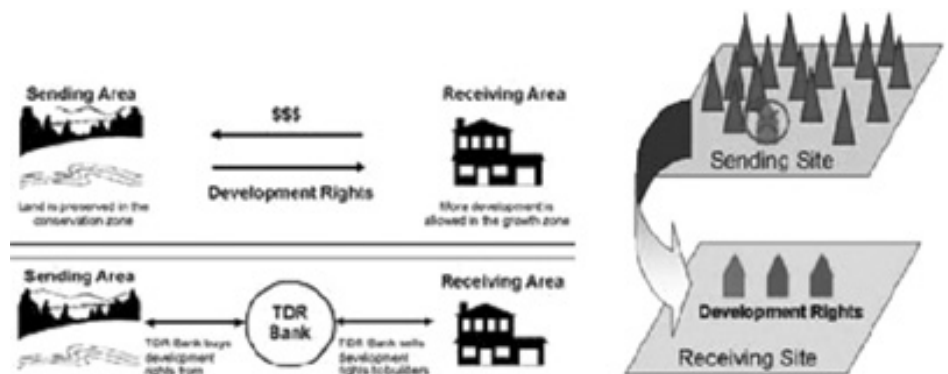 Sending Area
$$$
Receiving Area
Development Rights
Land is preserved in the
conservation zone
More development is
allowed in the growth zone
Sending Area
TDR
Bank
Receiving Area
TDR Bank buys
development
rights from
TDR Bank sells
development
rights to builders
Sending Site
Development Rights
Receiving Site